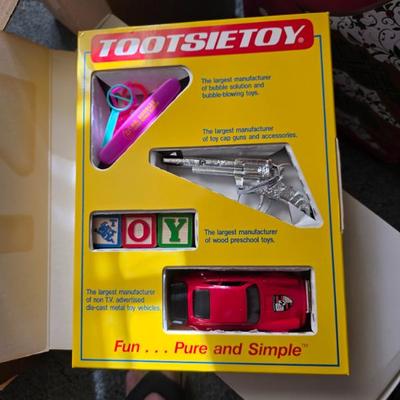 TOOTSIETOY®
The largest manufacturer
of bubble solution and
bubble-blowing toys.
The largest manufacturer
of toy cap guns and accessories.
OY
The largest manufacturer
of wood preschool toys.
The largest manufacturer
of non T.V. advertised
die-cast metal toy vehicles.
Fun . . . Pure and Simple™